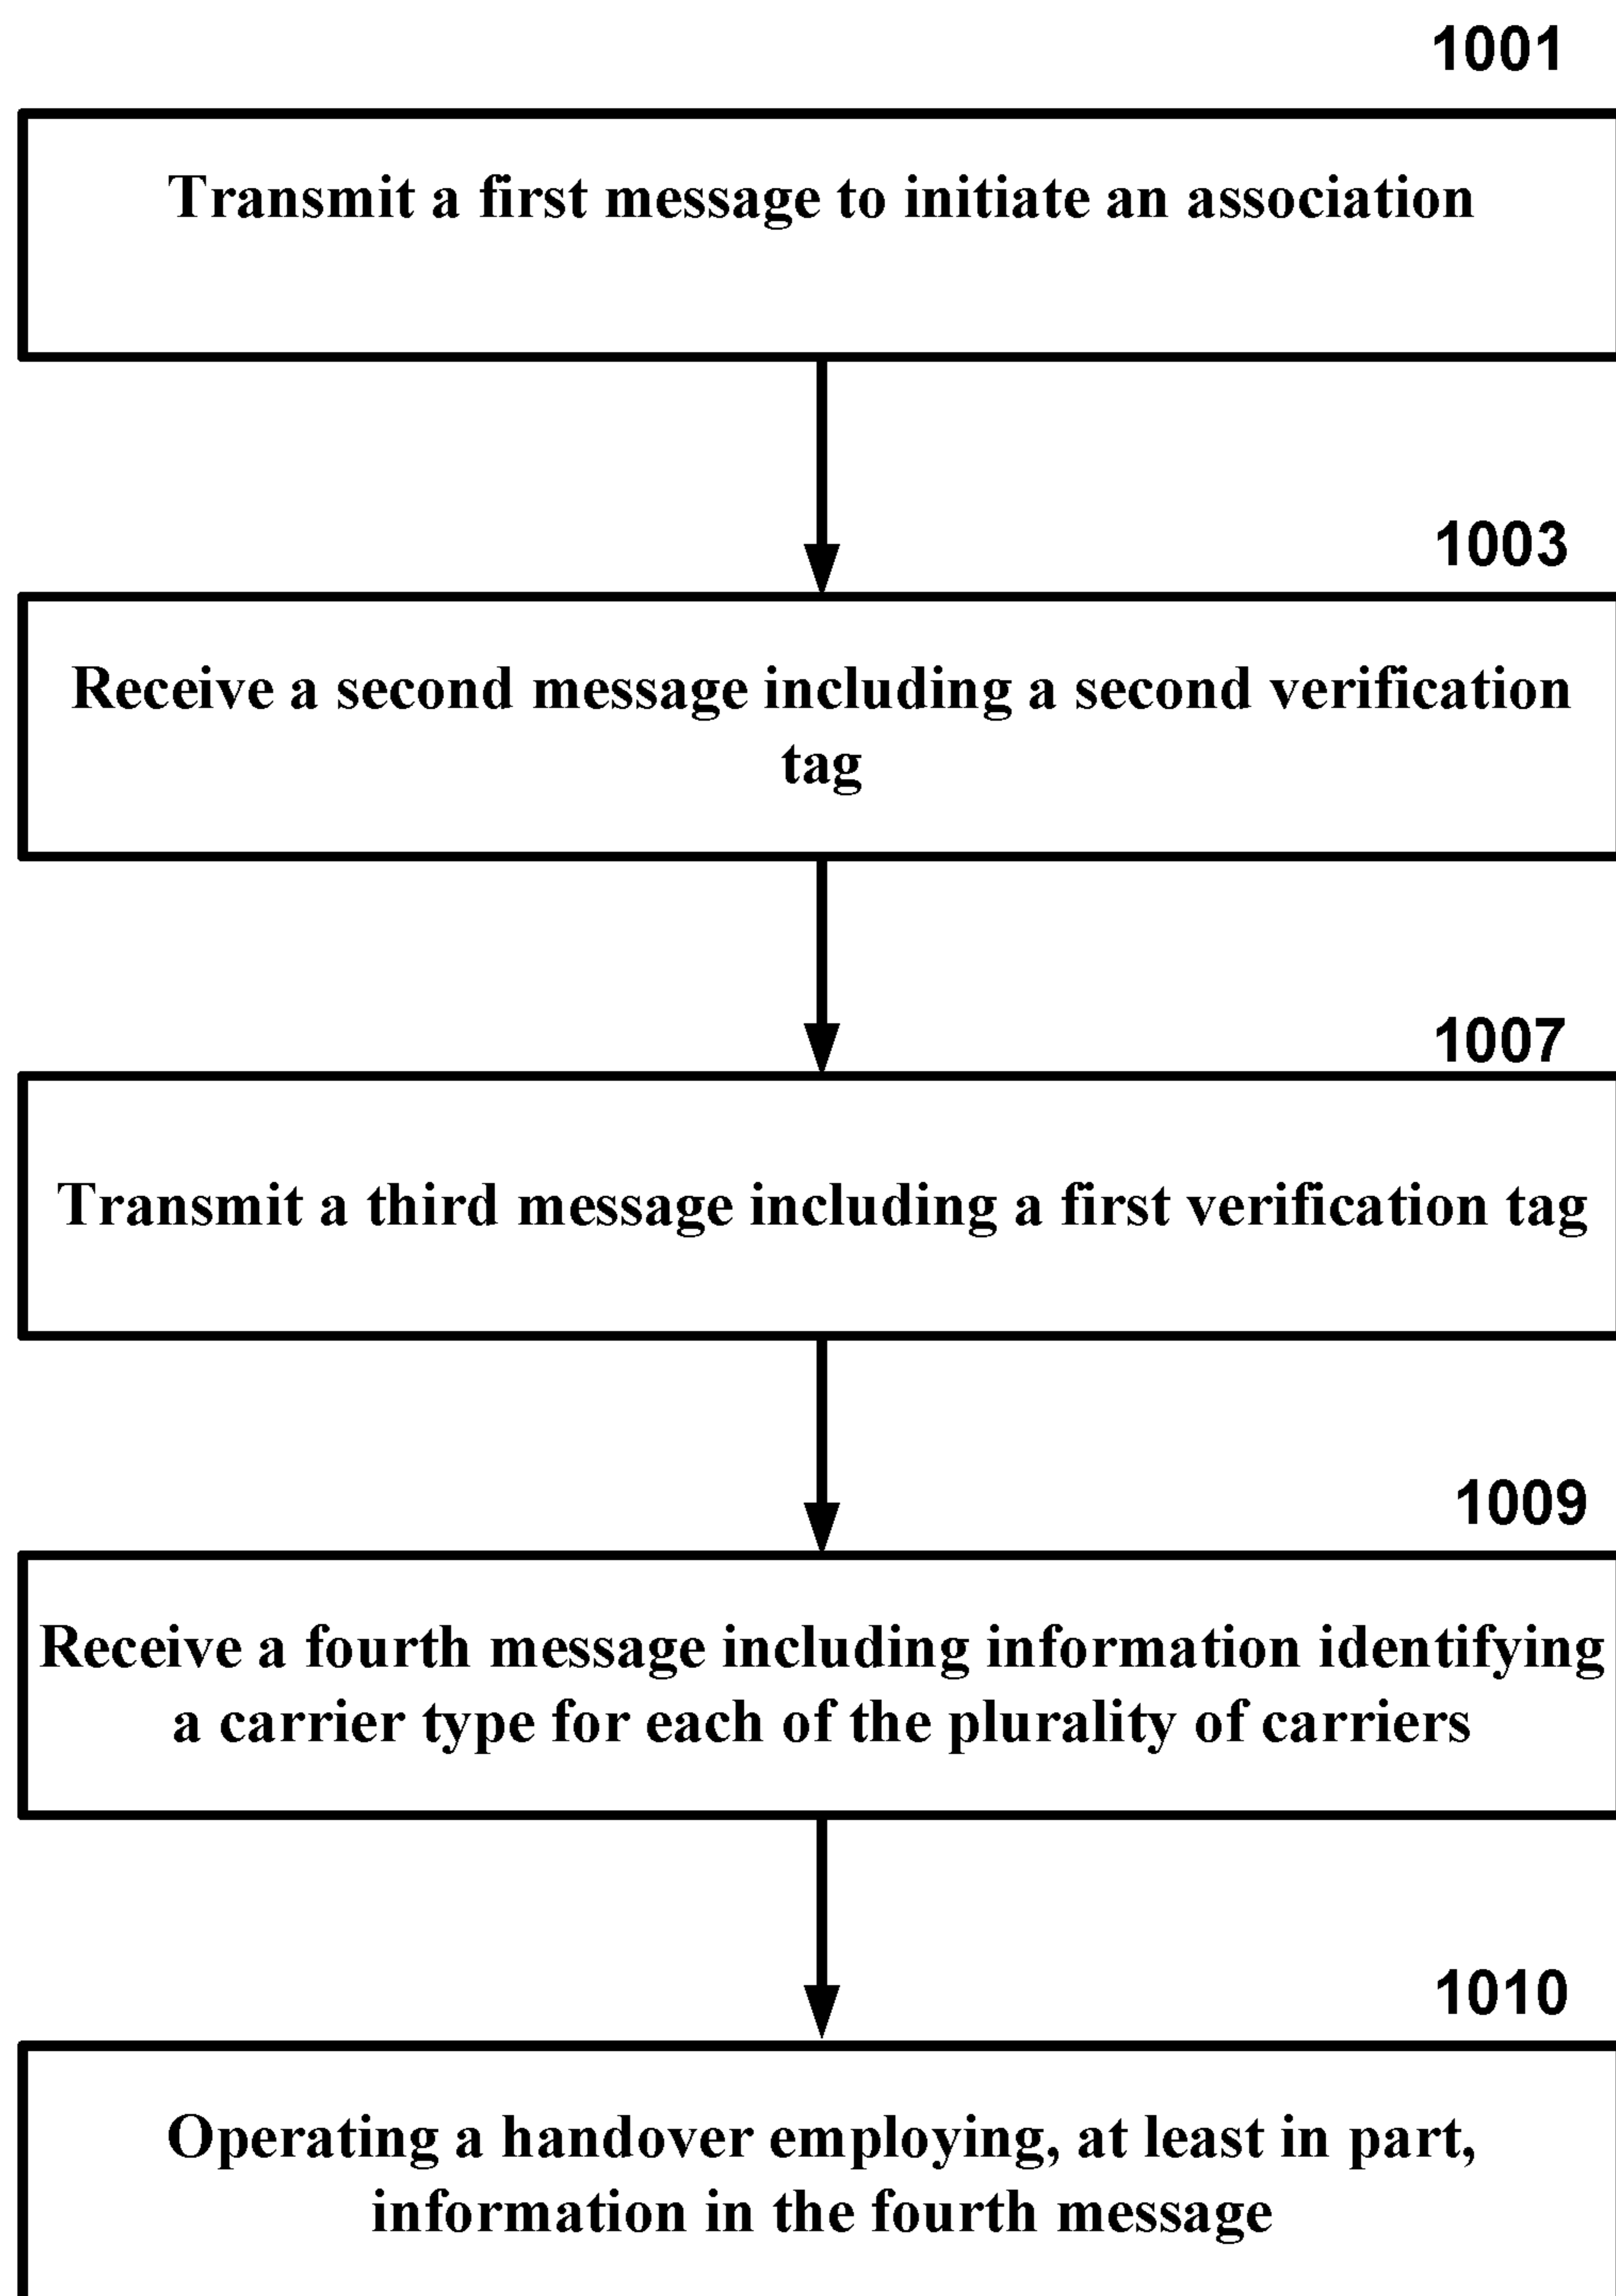 1001
Transmit a first message to initiate an association
1003
Receive a second message including a second verification
tag
1007
Transmit a third message including a first verification tag
1009
Receive a fourth message including information identifying
a carrier type for each of the plurality of carriers
1010
Operating a handover employing, at least in part,
information in the fourth message